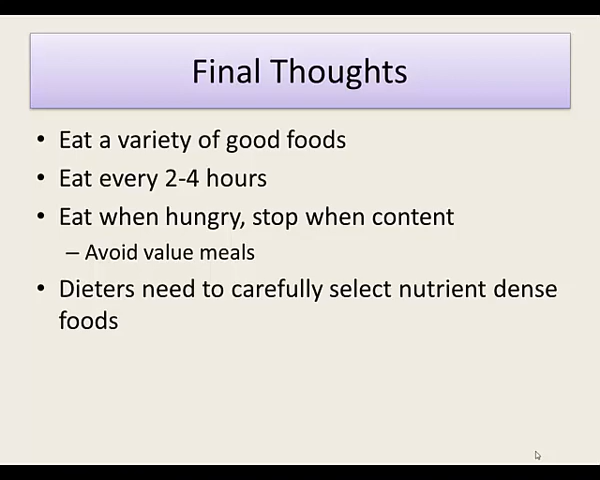 Final Thoughts
• Eat a variety of good foods
• Eat every 2-4 hours
• Eat when hungry, stop when content
– Avoid value meals
• Dieters need to carefully select nutrient dense
foods